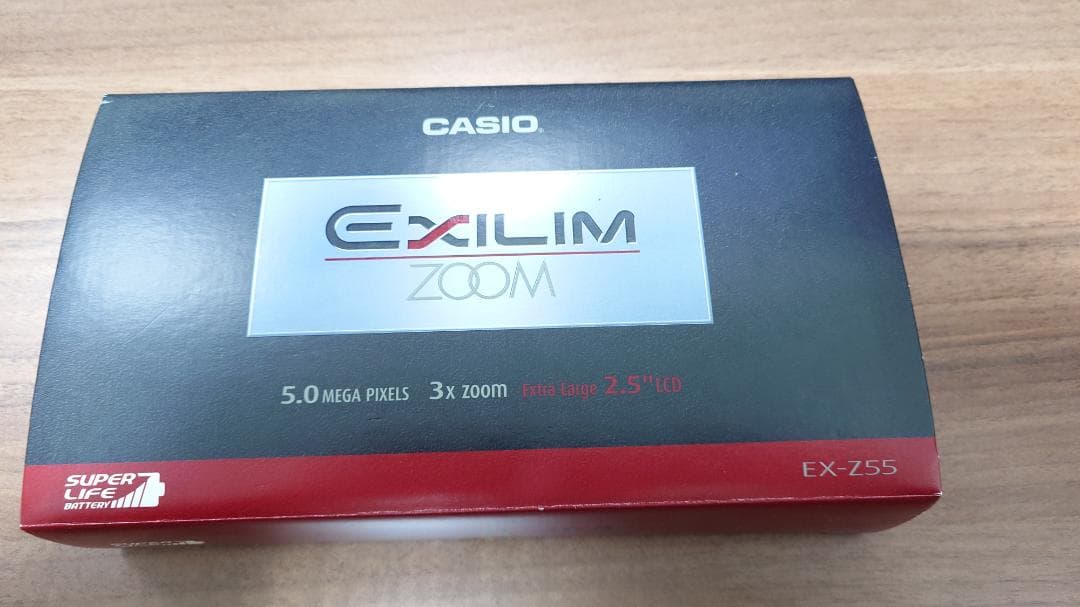 CASIO
EXILIM
ZOOM
5.0 MEGA PIXELS 3x zoom Extra Large 2.5" LCD
EX-Z55
SUPER
LIFE
BATTERY